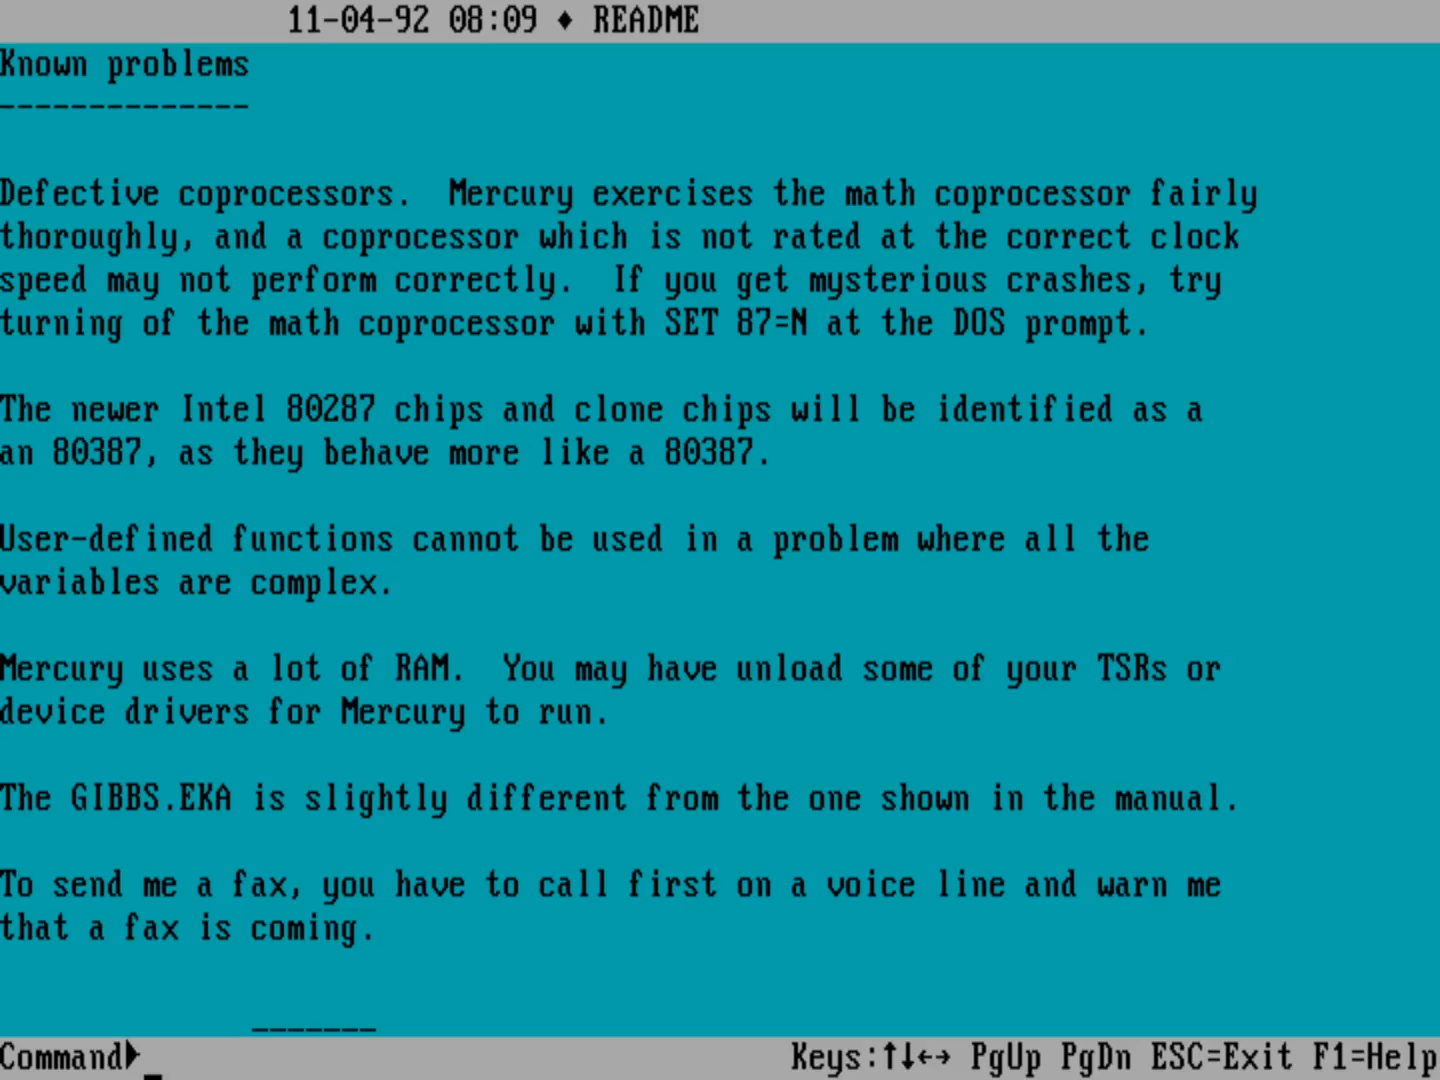 11-04-92 08:09 ♦ README
Known problems
--------------
Defective coprocessors.  Mercury exercises the math coprocessor fairly
thoroughly, and a coprocessor which is not rated at the correct clock
speed may not perform correctly.  If you get mysterious crashes, try
turning of the math coprocessor with SET 87=N at the DOS prompt.
The newer Intel 80287 chips and clone chips will be identified as a
an 80387, as they behave more like a 80387.
User-defined functions cannot be used in a problem where all the
variables are complex.
Mercury uses a lot of RAM.  You may have unload some of your TSRs or
device drivers for Mercury to run.
The GIBBS.EKA is slightly different from the one shown in the manual.
To send me a fax, you have to call first on a voice line and warn me
that a fax is coming.
_______
Command► Keys:↑↓←→ PgUp PgDn ESC=Exit F1=Help